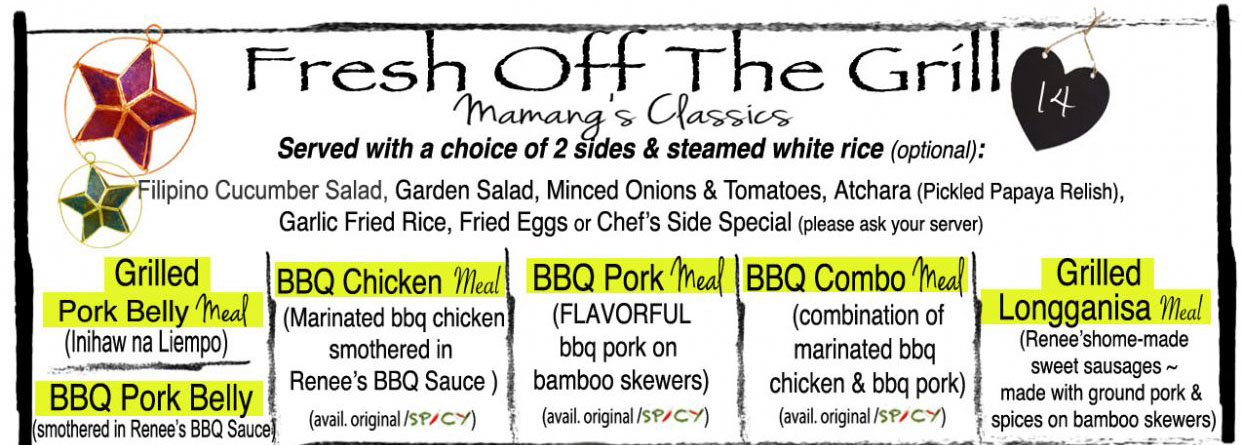 Fresh Off The Grill
14
Mamang's Classics
Served with a choice of 2 sides & steamed white rice (optional):
Filipino Cucumber Salad, Garden Salad, Minced Onions & Tomatoes, Atchara (Pickled Papaya Relish),
Garlic Fried Rice, Fried Eggs or Chef's Side Special (please ask your server)
Grilled
Pork Belly Meal
(Inihaw na Liempo)
BBQ Pork Belly
(smothered in Renee's BBQ Sauce)
BBQ Chicken Meal
(Marinated bbq chicken
smothered in
Renee's BBQ Sauce )
(avail. original /SPICY)
BBQ Pork Meal
(FLAVORFUL
bbq pork on
bamboo skewers)
(avail. original /SPICY)
BBQ Combo Meal
(combination of
marinated bbq
chicken & bbq pork)
(avail. original /SPICY)
Grilled
Longganisa Meal
(Renee'shome-made
sweet sausages ~
made with ground pork &
spices on bamboo skewers)